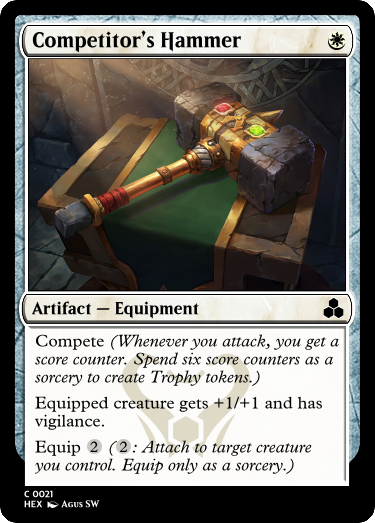 Competitor's Hammer
Artifact — Equipment
Compete (Whenever you attack, you get a
score counter. Spend six score counters as a
sorcery to create Trophy tokens.)
Equipped creature gets +1/+1 and has
vigilance.
Equip 2 (2: Attach to target creature
you control. Equip only as a sorcery.)
C 0021
HEX Agus SW